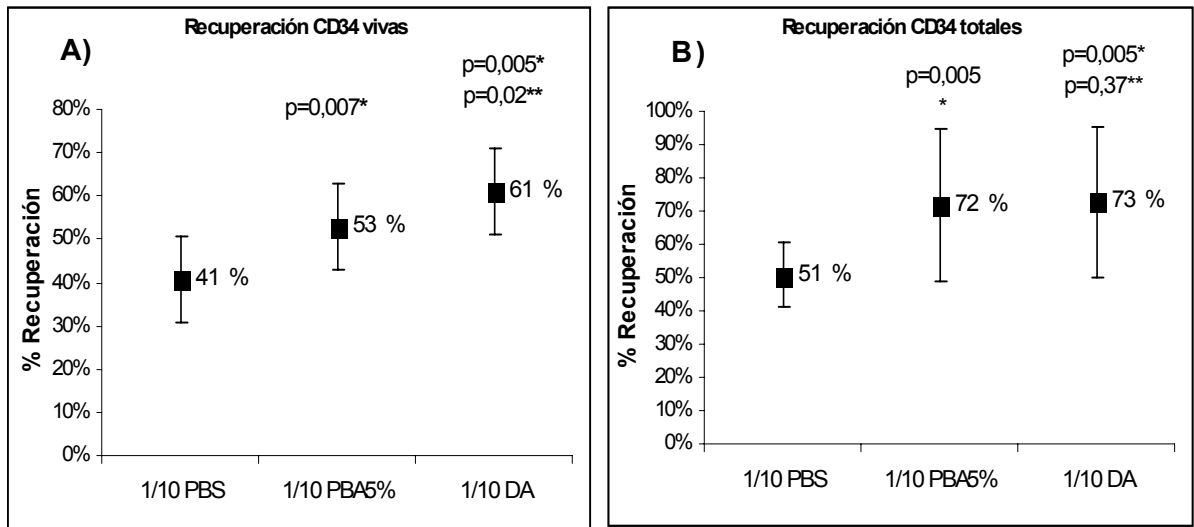 Recuperación CD34 vivas
A)
p=0,005*
p=0,007*
p=0,02**
80%
70%
60%
50%
40%
30%
20%
10%
0%
% Recuperación
41 %
53 %
61 %
1/10 PBS
1/10 PBA5%
1/10 DA
Recuperación CD34 totales
B)
p=0,005
*
p=0,005*
p=0,37**
100%
90%
80%
70%
60%
50%
40%
30%
20%
10%
0%
% Recuperación
51 %
72 %
73 %
1/10 PBS
1/10 PBA5%
1/10 DA